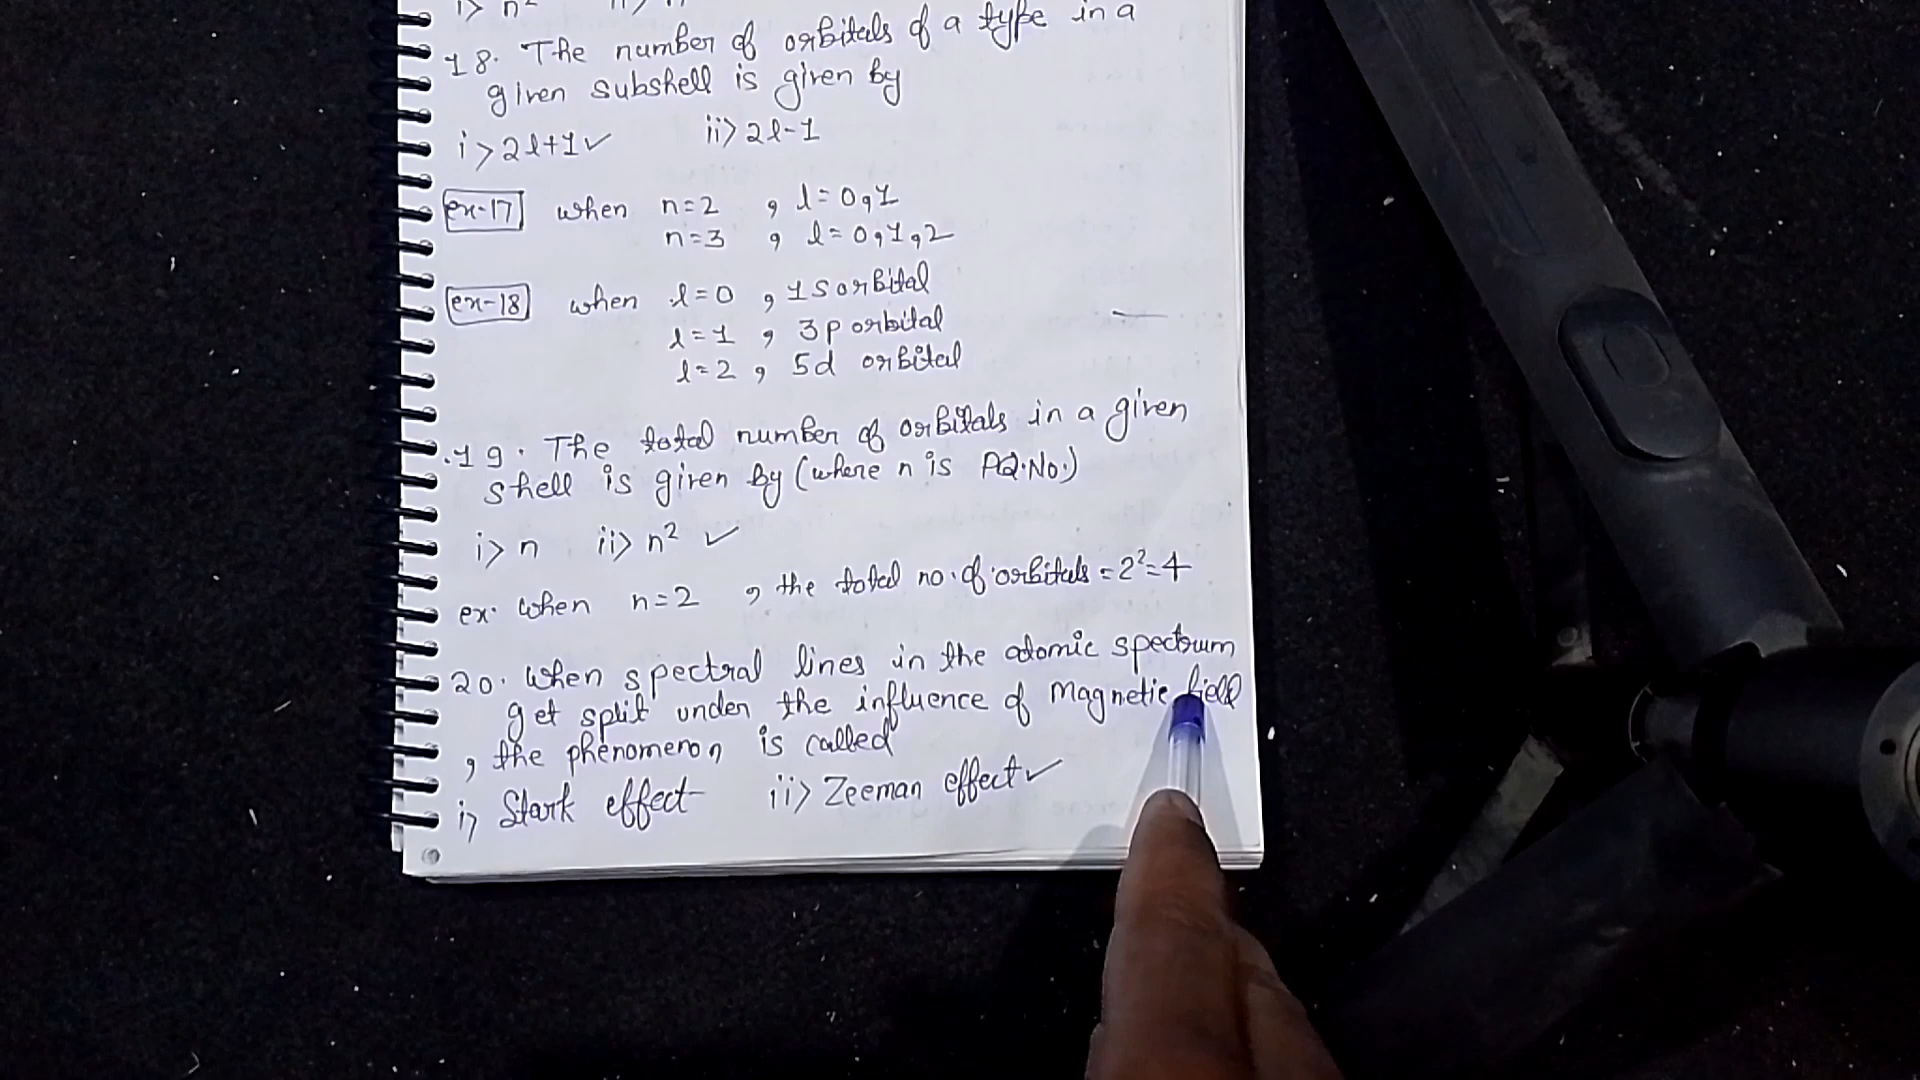 i> n²
18. The number of orbitals of a type in a
given subshell is given by
i> 2l+1 ✓ ii> 2l-1
ex-17 when n=2 , l=0,1
n=3 , l=0,1,2
ex-18 when l=0 , 1 s orbital
l=1 , 3 p orbital
l=2 , 5d orbital
19. The total number of orbitals in a given
shell is given by (where n is P.Q.No.)
i> n ii> n² ✓
ex. when n=2 , the total no. of orbitals = 2²=4
20. When spectral lines in the atomic spectrum
get split under the influence of Magnetic field
, the phenomenon is called
i> Stark effect ii> Zeeman effect ✓